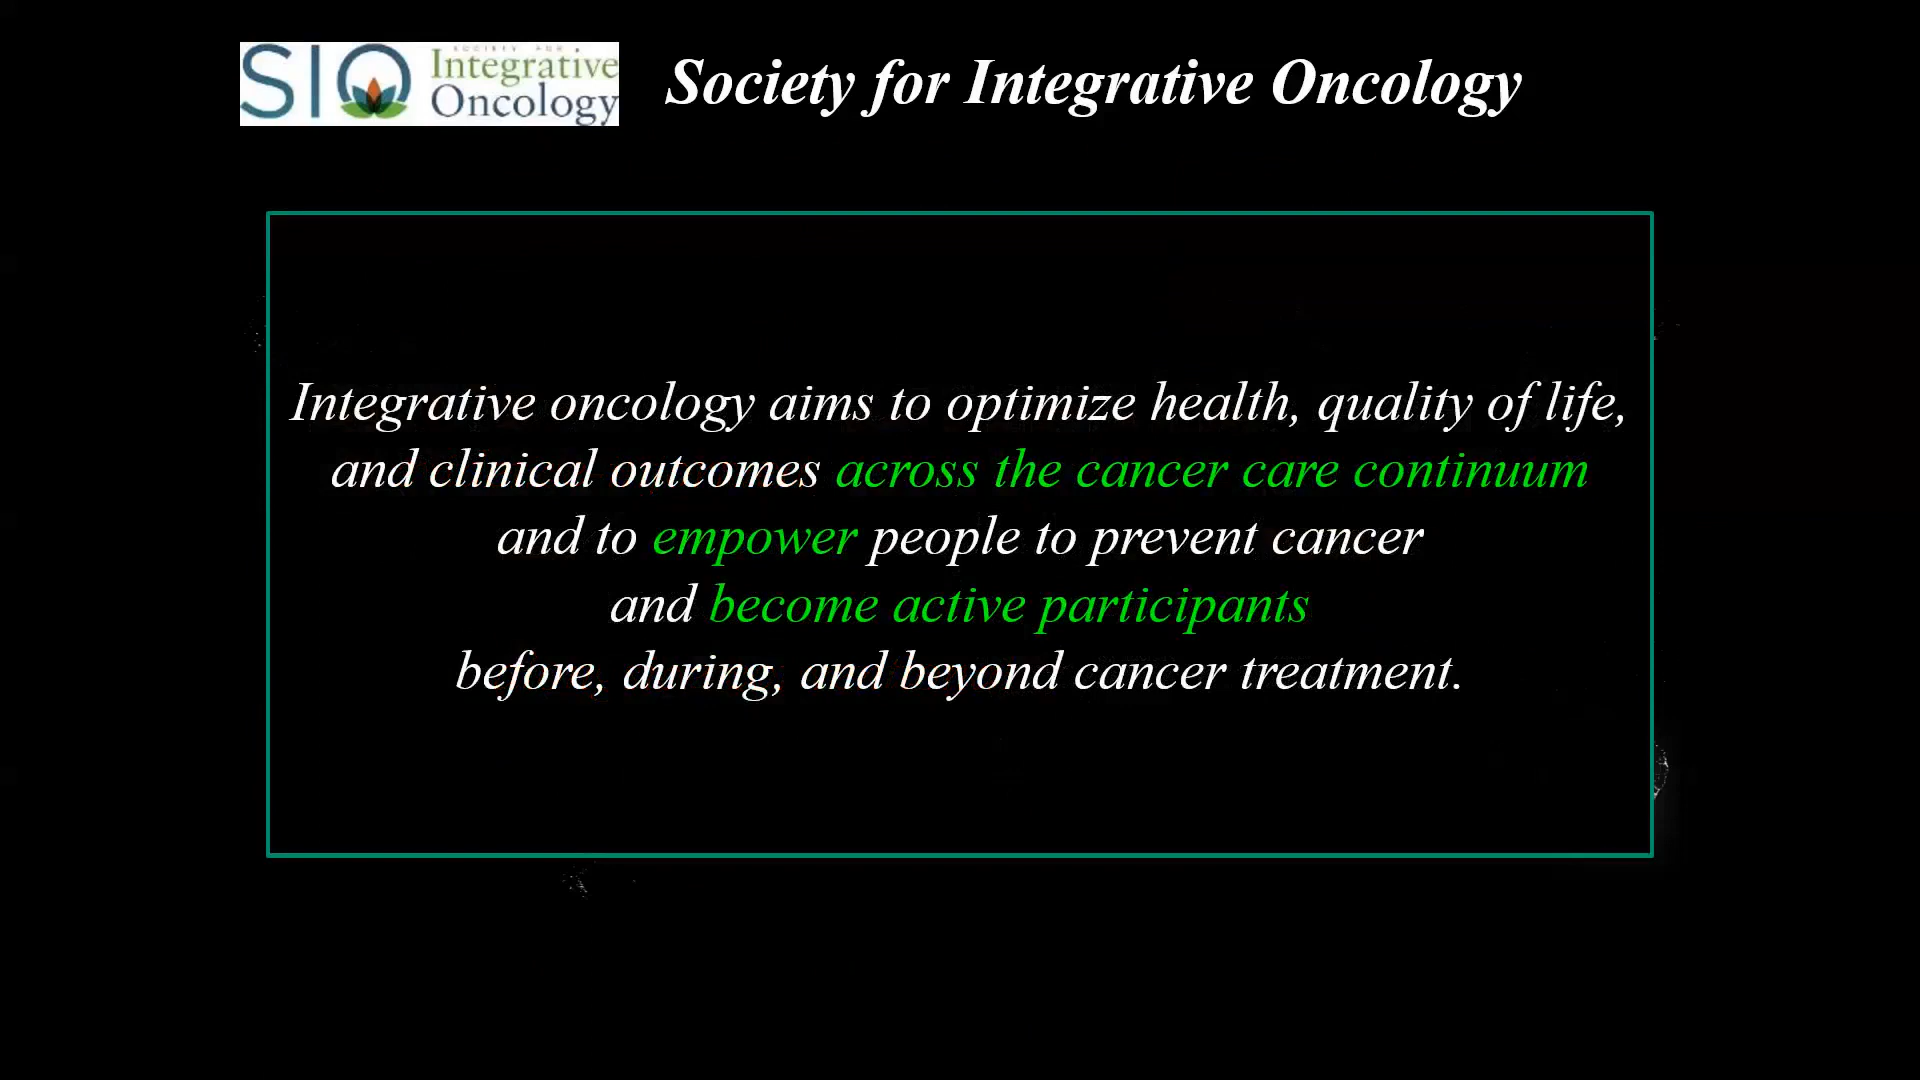 SIO
SOCIETY FOR
Integrative
Oncology
Society for Integrative Oncology
Integrative oncology aims to optimize health, quality of life,
and clinical outcomes across the cancer care continuum
and to empower people to prevent cancer
and become active participants
before, during, and beyond cancer treatment.